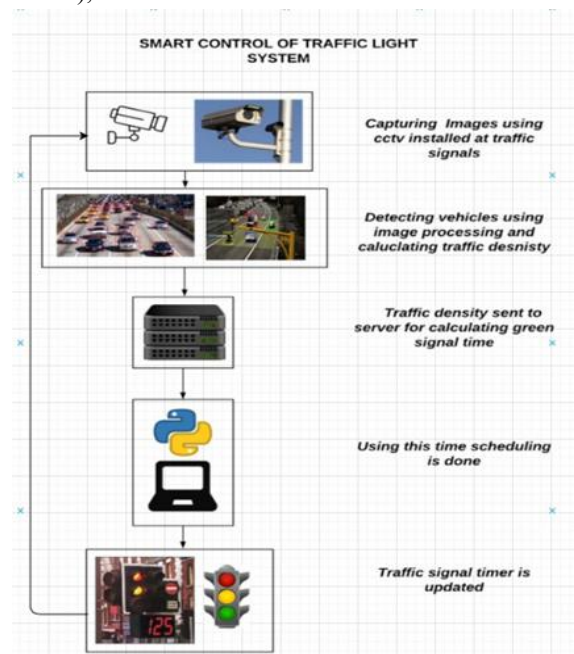 SMART CONTROL OF TRAFFIC LIGHT
SYSTEM
Capturing Images using
cctv installed at traffic
signals
Detecting vehicles using
image processing and
caluclating traffic desnisty
Traffic density sent to
server for calculating green
signal time
Using this time scheduling
is done
Traffic signal timer is
updated
125